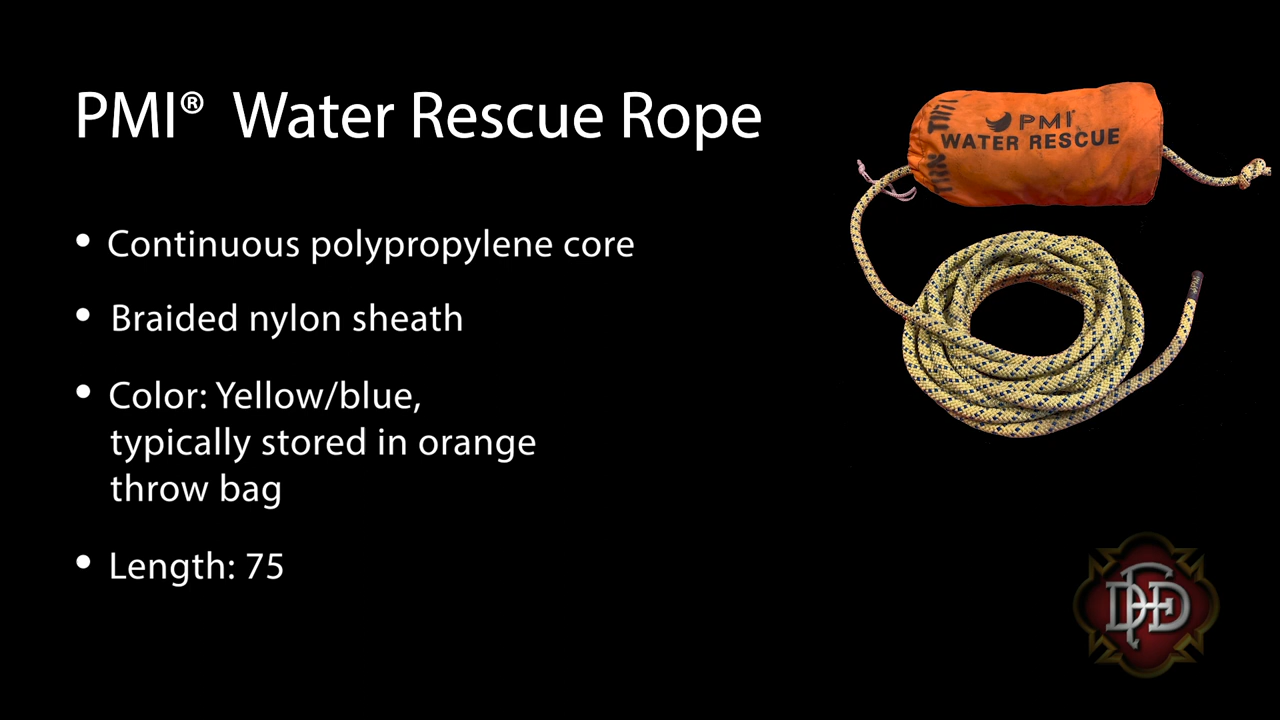 PMI® Water Rescue Rope
• Continuous polypropylene core
• Braided nylon sheath
• Color: Yellow/blue,
typically stored in orange
throw bag
• Length: 75
PMI
WATER RESCUE
DFD